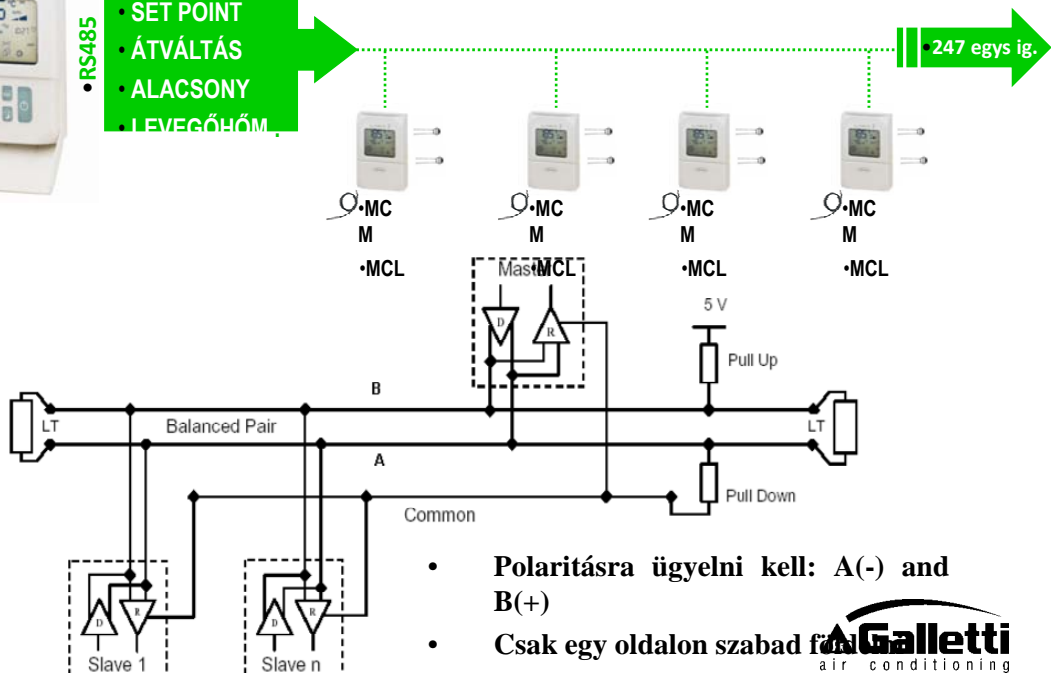 RS485
• SET POINT
• ÁTVÁLTÁS
• ALACSONY
• LEVEGŐHŐM.
•247 egys ig.
•MC
M
•MCL
•MC
M
•MCL
•MC
M
•MCL
•MC
M
•MCL
Master
D
R
5 V
Pull Up
B
LT
Balanced Pair
LT
A
Pull Down
Common
D
R
Slave 1
D
R
Slave n
• Polaritásra ügyelni kell: A(-) and
B(+)
• Csak egy oldalon szabad
Galletti
air conditioning